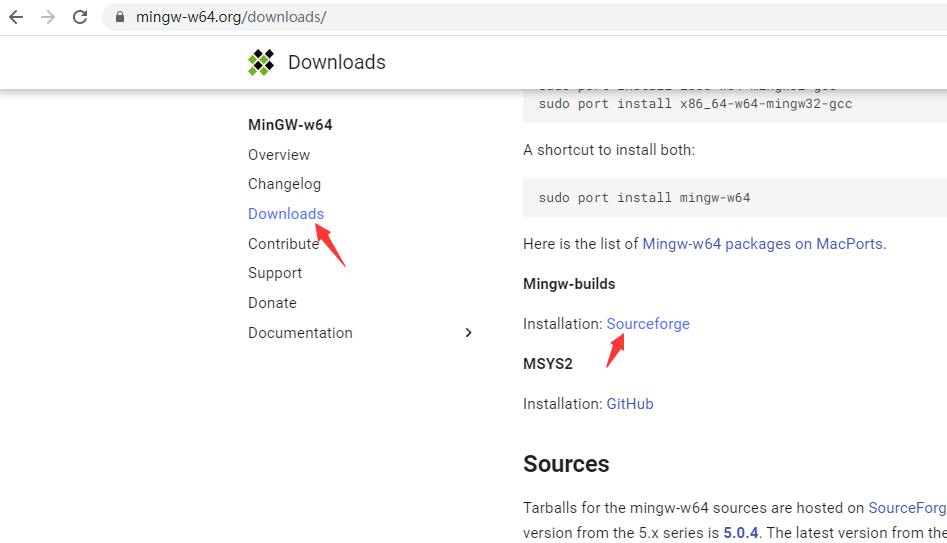 mingw-w64.org/downloads/
Downloads
MinGW-w64
Overview
Changelog
Downloads
Contribute
Support
Donate
Documentation
sudo port install x86_64-w64-mingw32-gcc
A shortcut to install both:
sudo port install mingw-w64
Here is the list of Mingw-w64 packages on MacPorts.
Mingw-builds
Installation: Sourceforge
MSYS2
Installation: GitHub
Sources
Tarballs for the mingw-w64 sources are hosted on SourceForg
version from the 5.x series is 5.0.4. The latest version from the